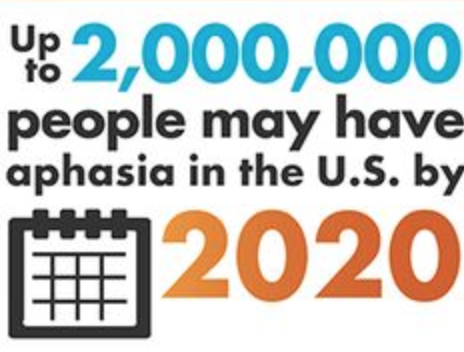 Up to 2,000,000
people may have
aphasia in the U.S. by
2020